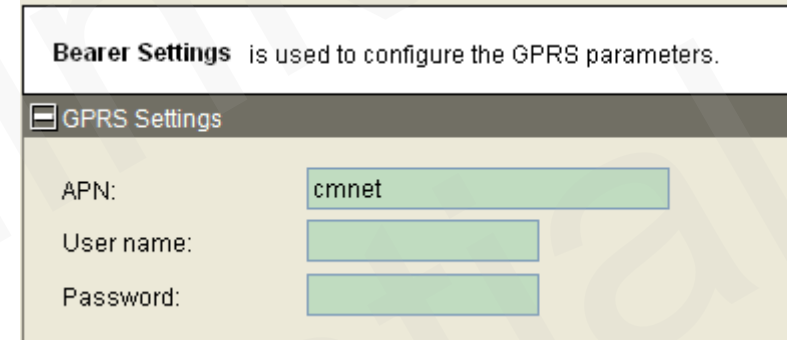 Bearer Settings is used to configure the GPRS parameters.
GPRS Settings
APN: cmnet
User name:
Password: